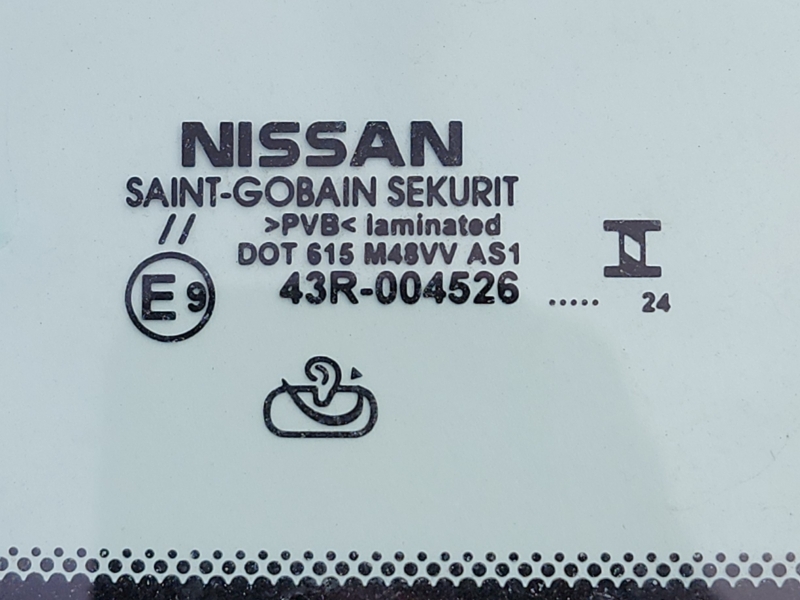 NISSAN
SAINT-GOBAIN SEKURIT
// >PVB< laminated
DOT 615 M48VV AS1
E9 43R-004526 ..... 24